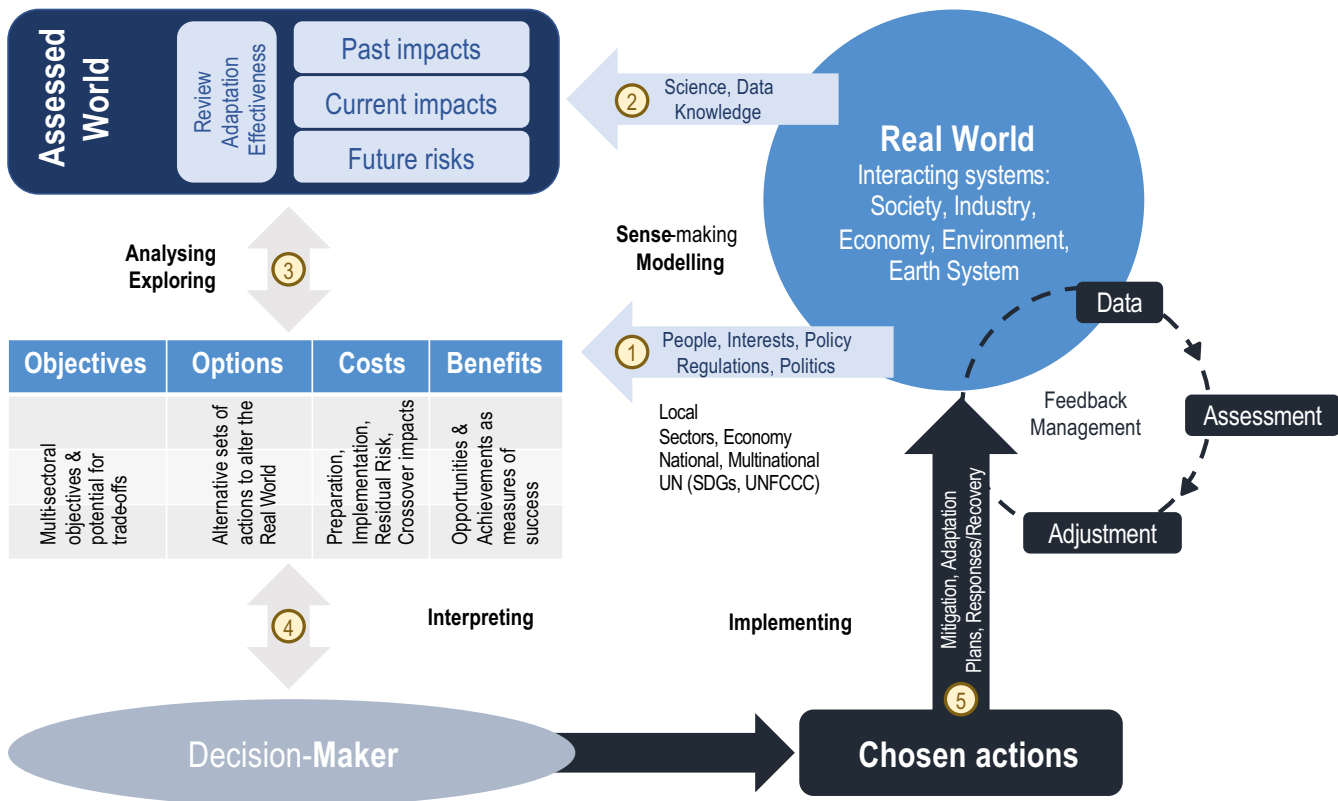 Assessed
World
Review
Adaptation
Effectiveness
Past impacts
Current impacts
Future risks
2
Science, Data
Knowledge
Real World
Interacting systems:
Society, Industry,
Economy, Environment,
Earth System
Analysing
Exploring
3
Sense-making
Modelling
1
People, Interests, Policy
Regulations, Politics
Local
Sectors, Economy
National, Multinational
UN (SDGs, UNFCCC)
Data
Assessment
Adjustment
Feedback
Management
Objectives
Options
Costs
Benefits
Multi-sectoral
objectives &
potential for
tradeoffs
Alternative sets of
actions to alter the
Real World
Preparation,
Implementation,
Residual Risk,
Crossover impacts
Opportunities &
Achievements as
measures of
success
4
Interpreting
Implementing
Mitigation, Adaptation
Plans, Responses/Recovery
5
Decision-Maker
Chosen actions